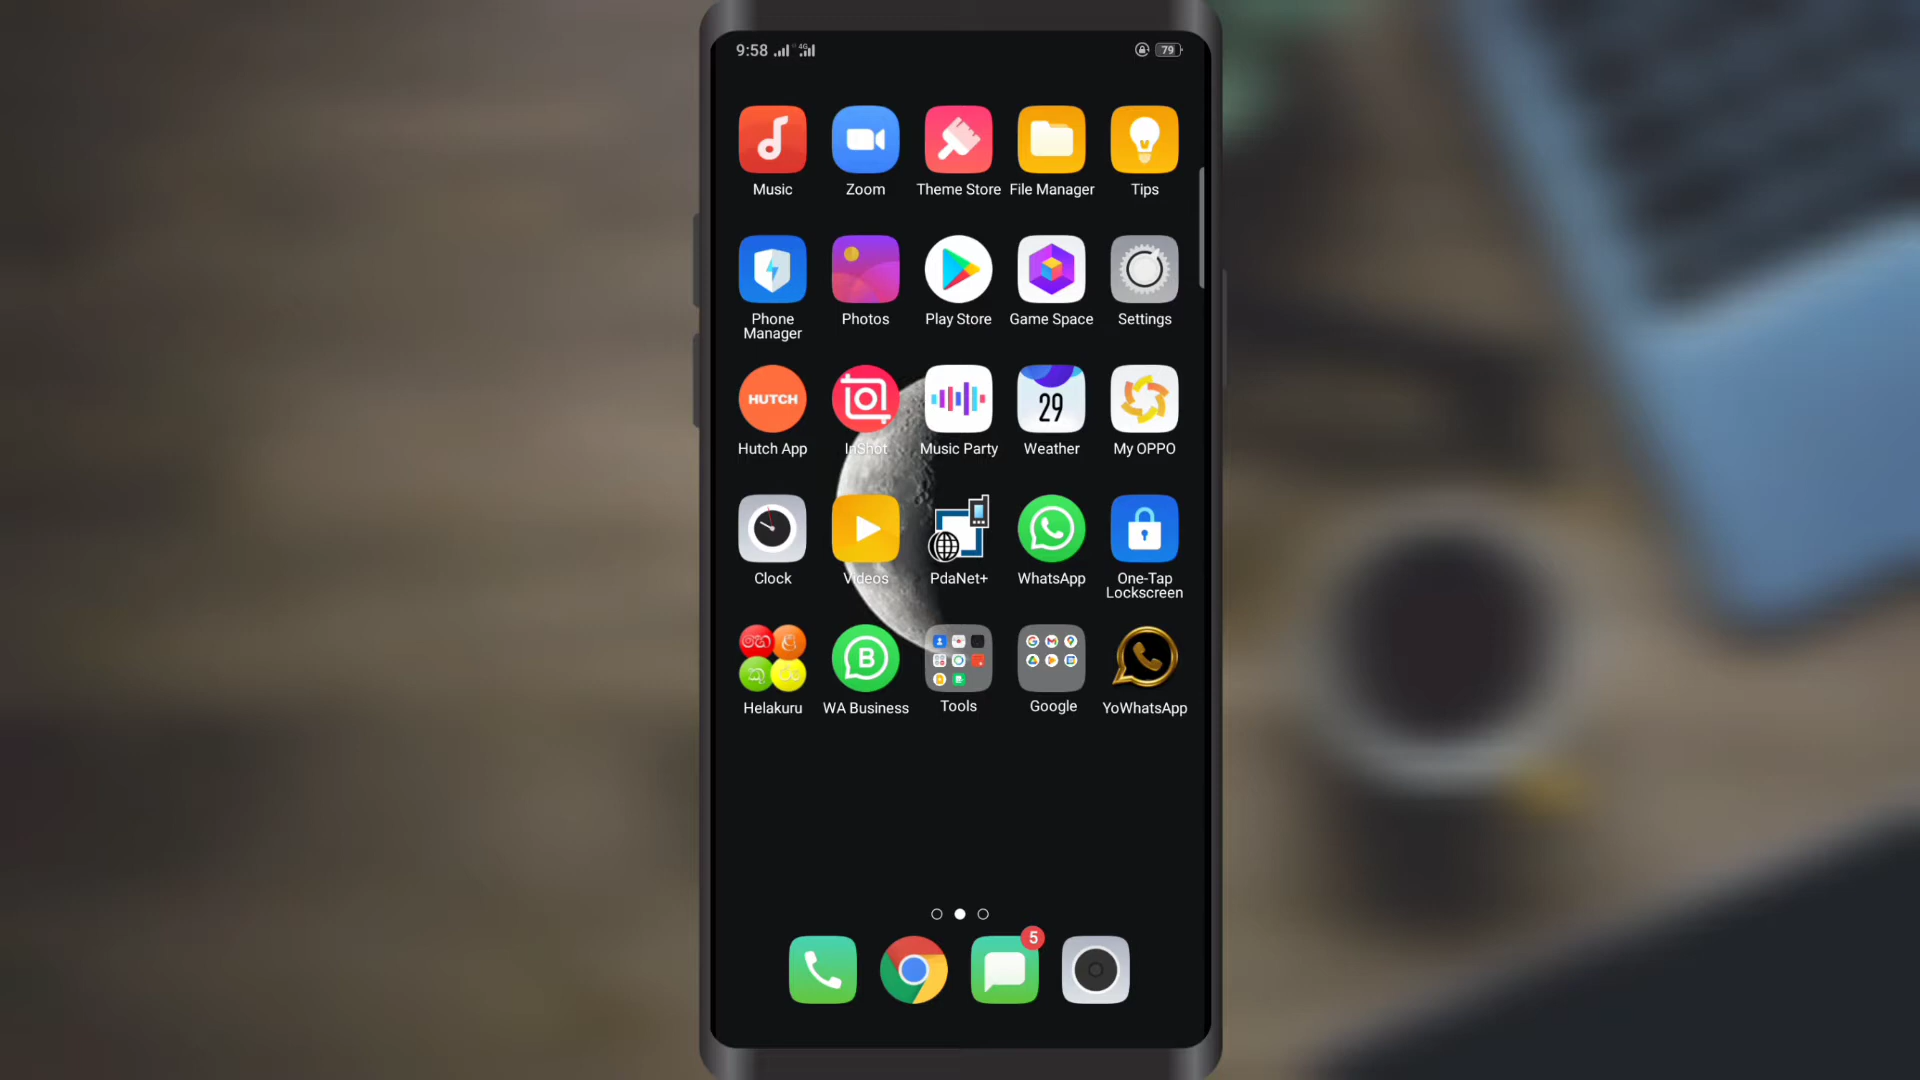 9:58 4G 79
Music Zoom Theme Store File Manager Tips
Phone Manager Photos Play Store Game Space Settings
HUTCH 29
Hutch App InShot Music Party Weather My OPPO
Clock Videos PdaNet+ WhatsApp One-Tap Lockscreen
B
Helakuru WA Business Tools Google YoWhatsApp
5